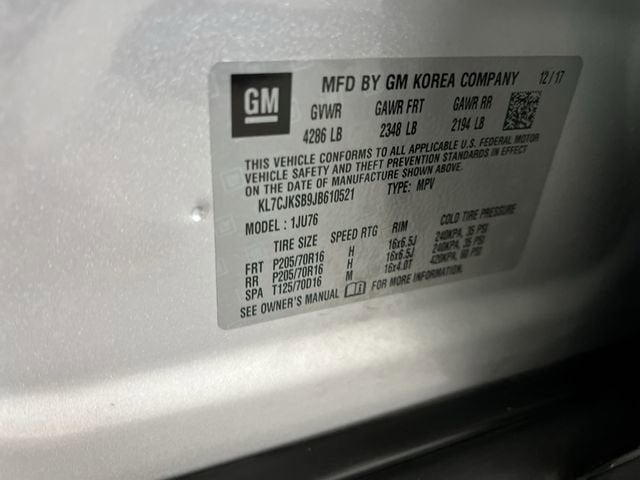 GM
MFD BY GM KOREA COMPANY 12/17
GVWR GAWR FRT GAWR RR
4286 LB 2348 LB 2194 LB
THIS VEHICLE CONFORMS TO ALL APPLICABLE U.S. FEDERAL MOTOR
VEHICLE SAFETY AND THEFT PREVENTION STANDARDS IN EFFECT
ON THE DATE OF MANUFACTURE SHOWN ABOVE.
KL7CJKSB9JB610521 TYPE: MPV
MODEL : 1JU76
TIRE SIZE SPEED RTG RIM COLD TIRE PRESSURE
FRT P205/70R16 H 16x6.5J 240KPA, 35 PSI
RR P205/70R16 H 16x6.5J 240KPA, 35 PSI
SPA T125/70D16 M 16x4.0T 420KPA, 60 PSI
SEE OWNER'S MANUAL FOR MORE INFORMATION.